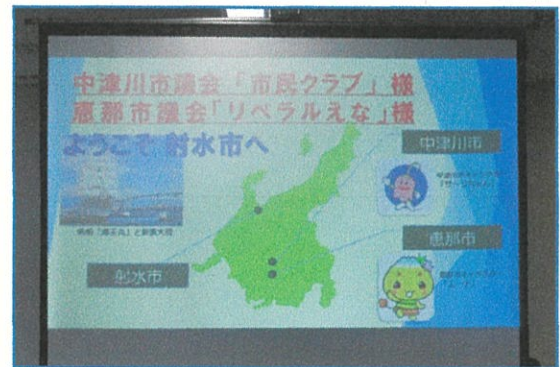 中津川市議会「市民クラブ」様
恵那市議会「リベラルえな」様
ようこそ 射水市へ
中津川市
恵那市
射水市